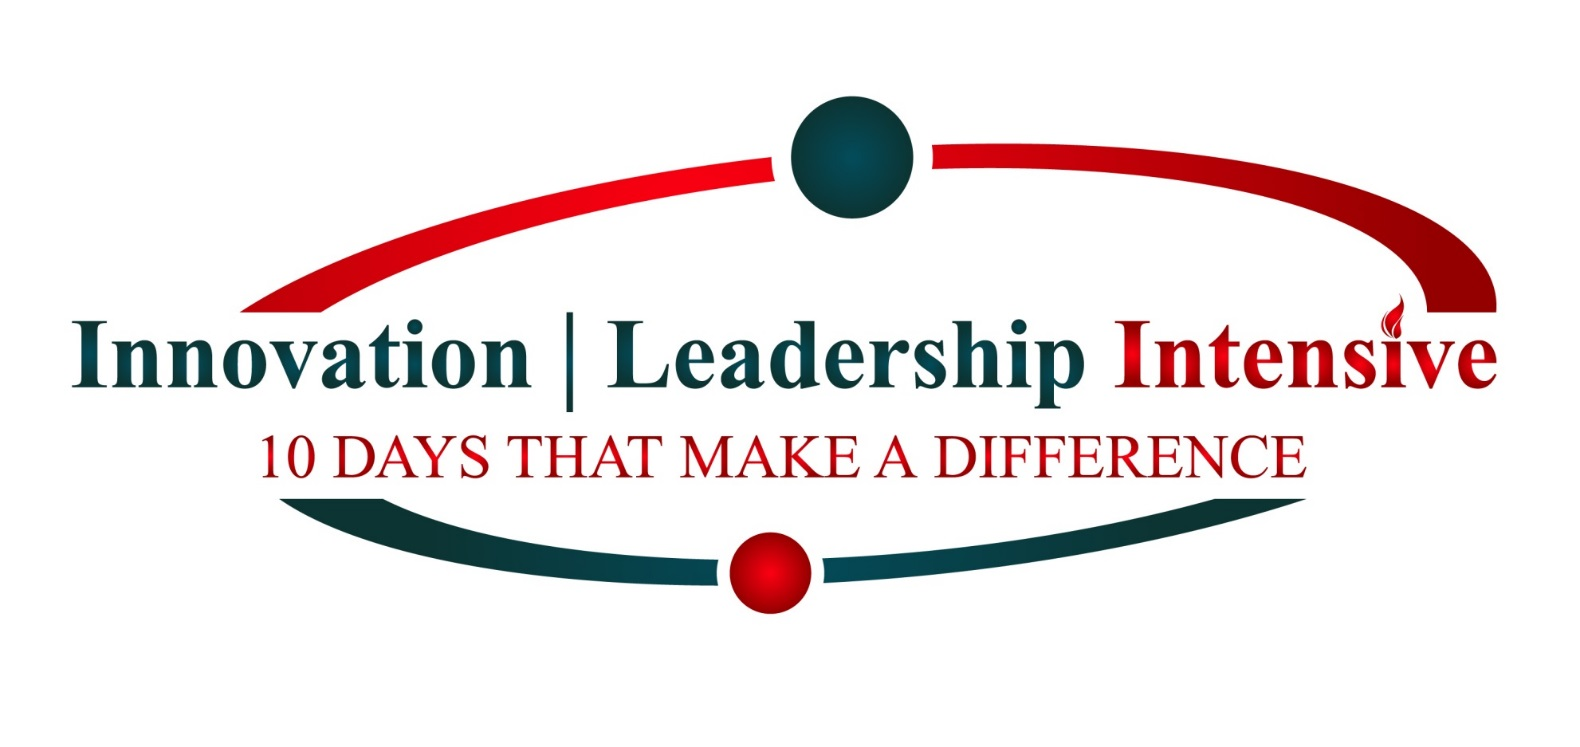 Innovation | Leadership Intensive
10 DAYS THAT MAKE A DIFFERENCE